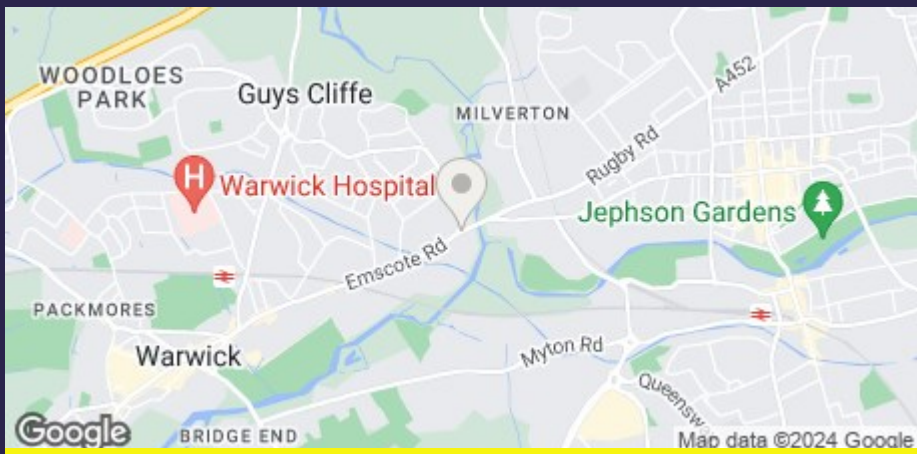 WOODLOES
PARK
Guys Cliffe
MILVERTON
A452
Rugby Rd
H
Warwick Hospital
Jephson Gardens
Emscote Rd
PACKMORES
Warwick
Myton Rd
Queensw
BRIDGE END
Google
Map data ©2024 Google